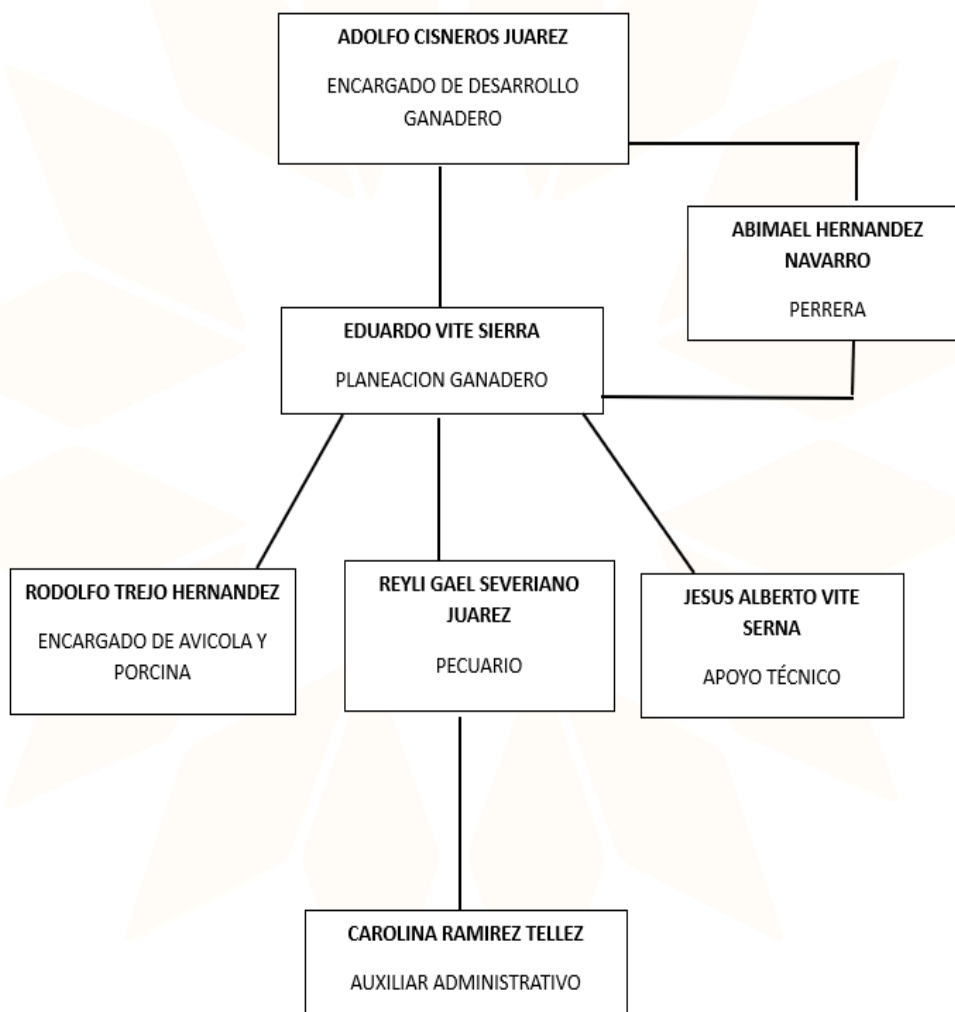 ADOLFO CISNEROS JUAREZ
ENCARGADO DE DESARROLLO
GANADERO
ABIMAEL HERNANDEZ
NAVARRO
PERRERA
EDUARDO VITE SIERRA
PLANEACION GANADERO
RODOLFO TREJO HERNANDEZ
ENCARGADO DE AVICOLA Y
PORCINA
REYLI GAEL SEVERIANO
JUAREZ
PECUARIO
JESUS ALBERTO VITE
SERNA
APOYO TÉCNICO
CAROLINA RAMIREZ TELLEZ
AUXILIAR ADMINISTRATIVO